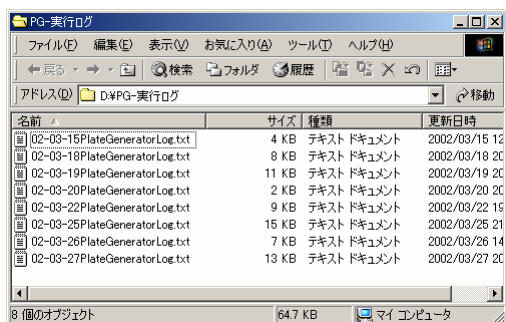 PG-実行ログ
ファイル(F) 編集(E) 表示(V) お気に入り(A) ツール(T) ヘルプ(H)
戻る 検索 フォルダ 履歴
アドレス(D) D:¥PG-実行ログ 移動
名前 サイズ 種類 更新日時
02-03-15PlateGeneratorLog.txt 4 KB テキスト ドキュメント 2002/03/15 12
02-03-18PlateGeneratorLog.txt 8 KB テキスト ドキュメント 2002/03/18 20
02-03-19PlateGeneratorLog.txt 11 KB テキスト ドキュメント 2002/03/19 20
02-03-20PlateGeneratorLog.txt 2 KB テキスト ドキュメント 2002/03/20 20
02-03-22PlateGeneratorLog.txt 9 KB テキスト ドキュメント 2002/03/22 19
02-03-25PlateGeneratorLog.txt 15 KB テキスト ドキュメント 2002/03/25 21
02-03-26PlateGeneratorLog.txt 7 KB テキスト ドキュメント 2002/03/26 14
02-03-27PlateGeneratorLog.txt 13 KB テキスト ドキュメント 2002/03/27 20
8 個のオブジェクト 64.7 KB マイ コンピュータ